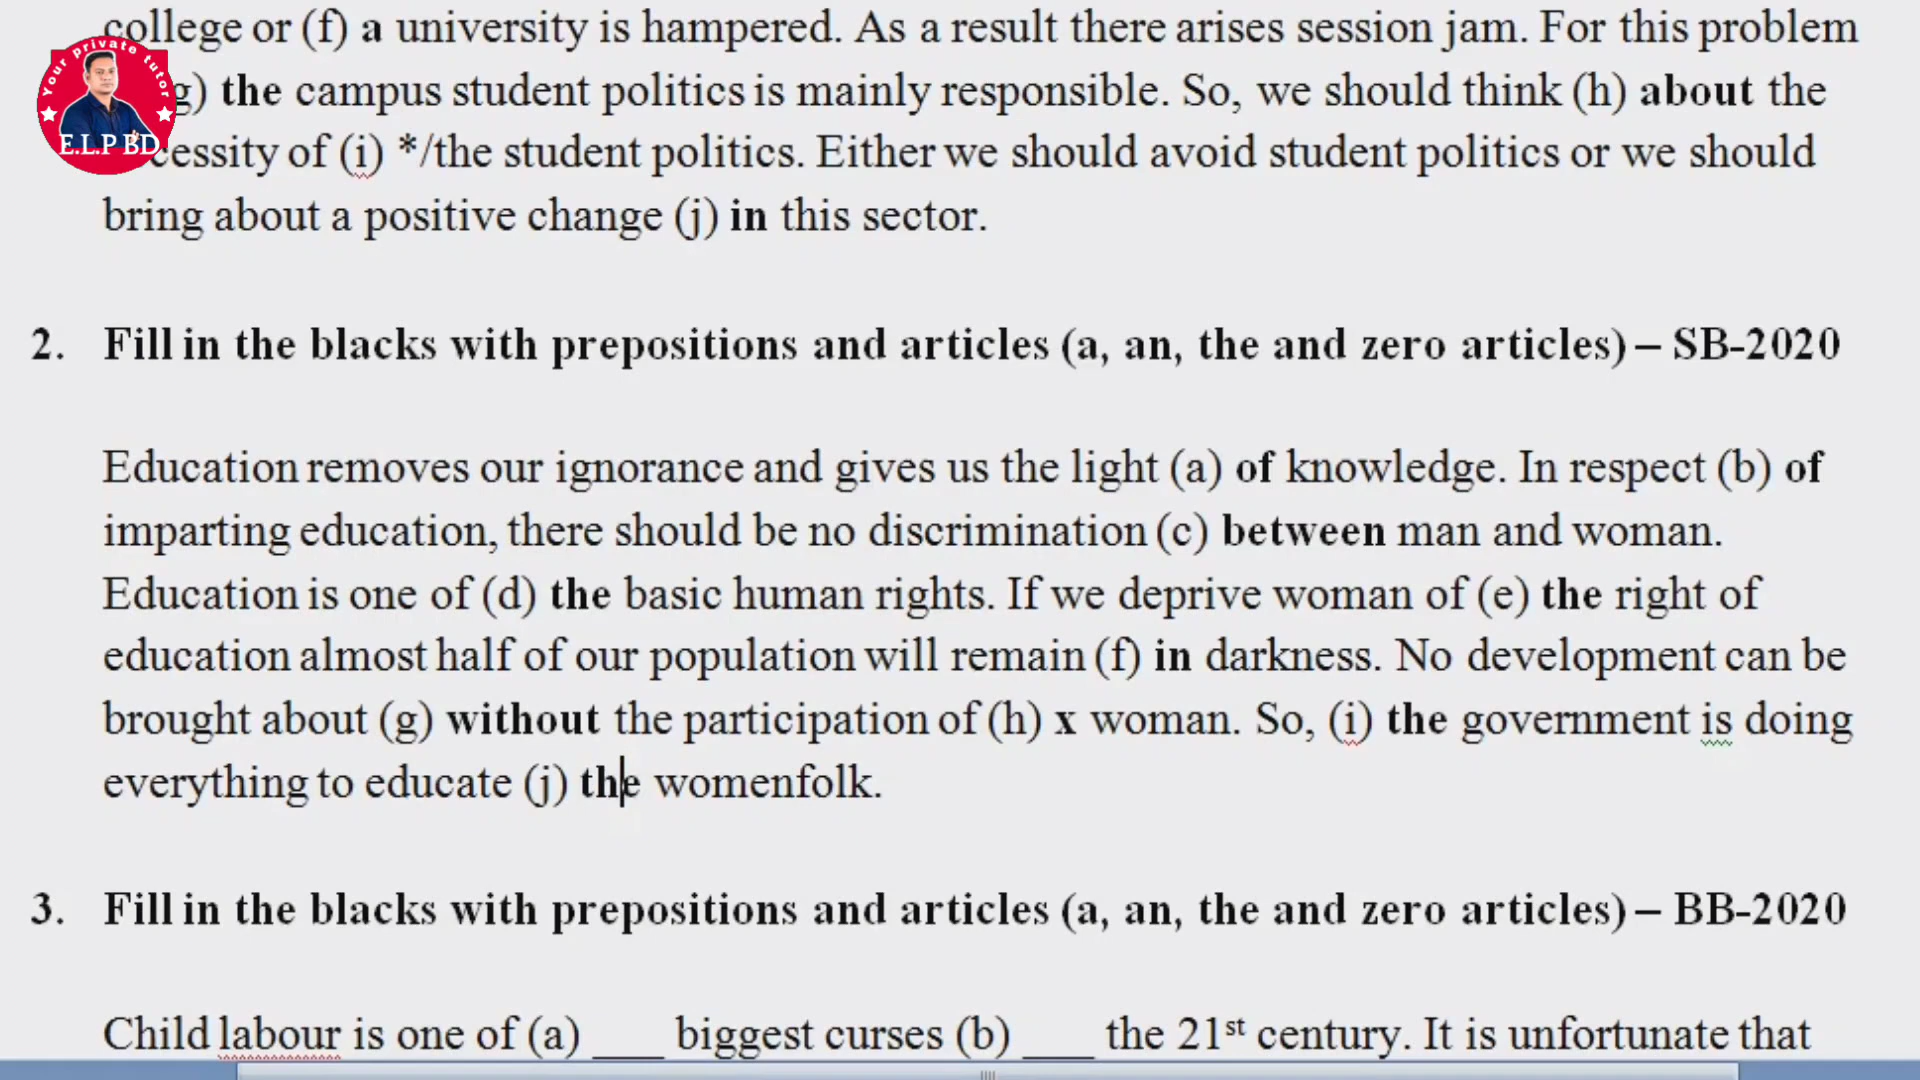 college or (f) a university is hampered. As a result there arises session jam. For this problem
g) the campus student politics is mainly responsible. So, we should think (h) about the
cessity of (i) */the student politics. Either we should avoid student politics or we should
bring about a positive change (j) in this sector.
Your private tutor
E.L.P BD
2. Fill in the blacks with prepositions and articles (a, an, the and zero articles) – SB-2020
Education removes our ignorance and gives us the light (a) of knowledge. In respect (b) of
imparting education, there should be no discrimination (c) between man and woman.
Education is one of (d) the basic human rights. If we deprive woman of (e) the right of
education almost half of our population will remain (f) in darkness. No development can be
brought about (g) without the participation of (h) x woman. So, (i) the government is doing
everything to educate (j) the womenfolk.
3. Fill in the blacks with prepositions and articles (a, an, the and zero articles) – BB-2020
Child labour is one of (a) ___ biggest curses (b) ___ the 21st century. It is unfortunate that